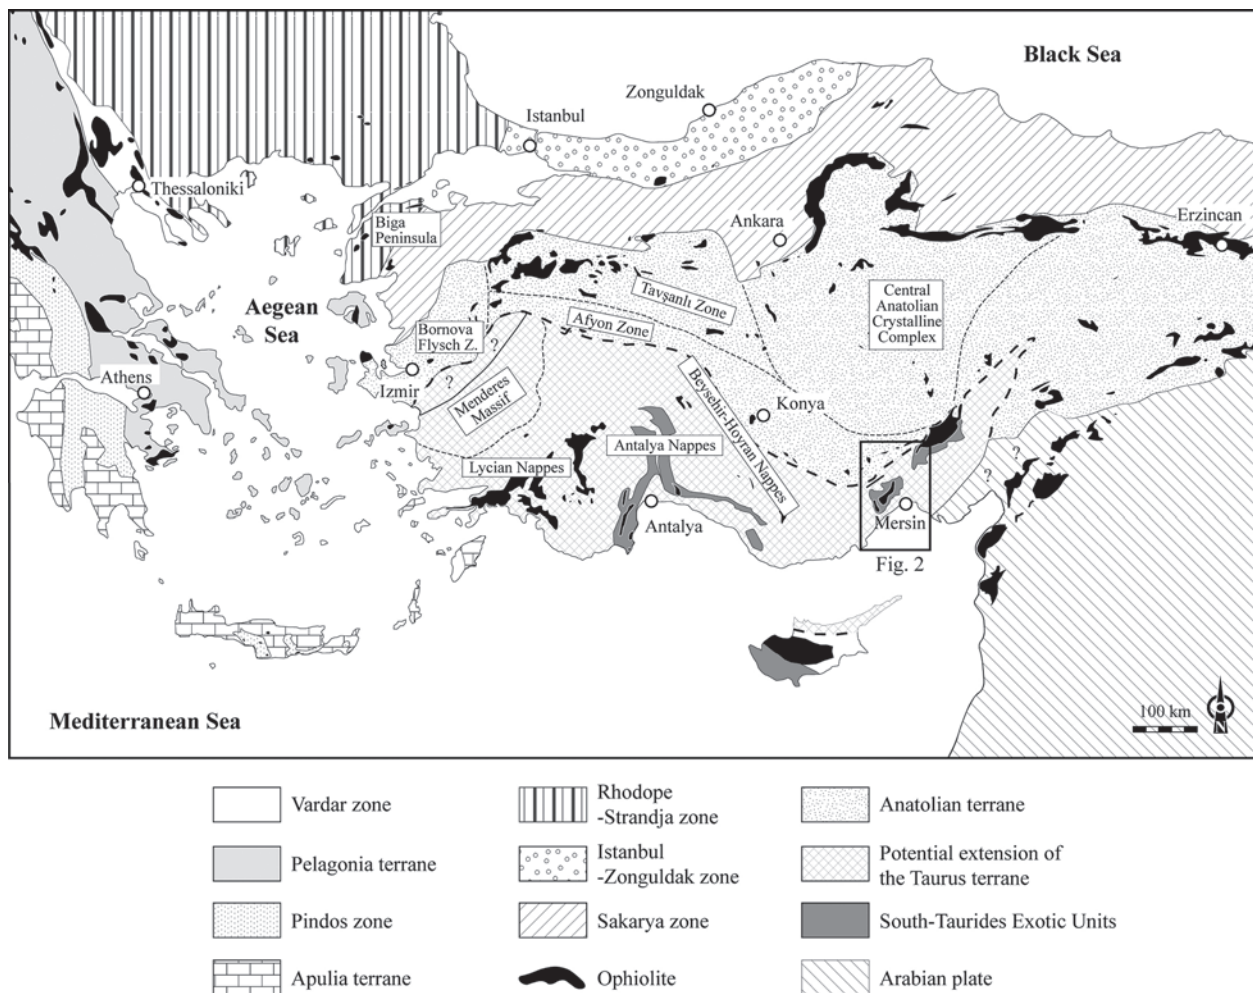 Black Sea
Zonguldak
Istanbul
Thessaloniki
Biga
Peninsula
Ankara
Erzincan
Aegean
Sea
Tavşanlı Zone
Central
Anatolian
Crystalline
Complex
Afyon Zone
Bornova
Flysch Z.
?
Athens
Izmir
?
Menderes
Massif
Beyşehir-Hoyran Nappes
Konya
Antalya Nappes
Lycian Nappes
?
?
Antalya
Mersin
Fig. 2
Mediterranean Sea
100 km
N
Vardar zone
Rhodope
-Strandja zone
Anatolian terrane
Pelagonia terrane
Istanbul
-Zonguldak zone
Potential extension of
the Taurus terrane
Pindos zone
Sakarya zone
South-Taurides Exotic Units
Apulia terrane
Ophiolite
Arabian plate